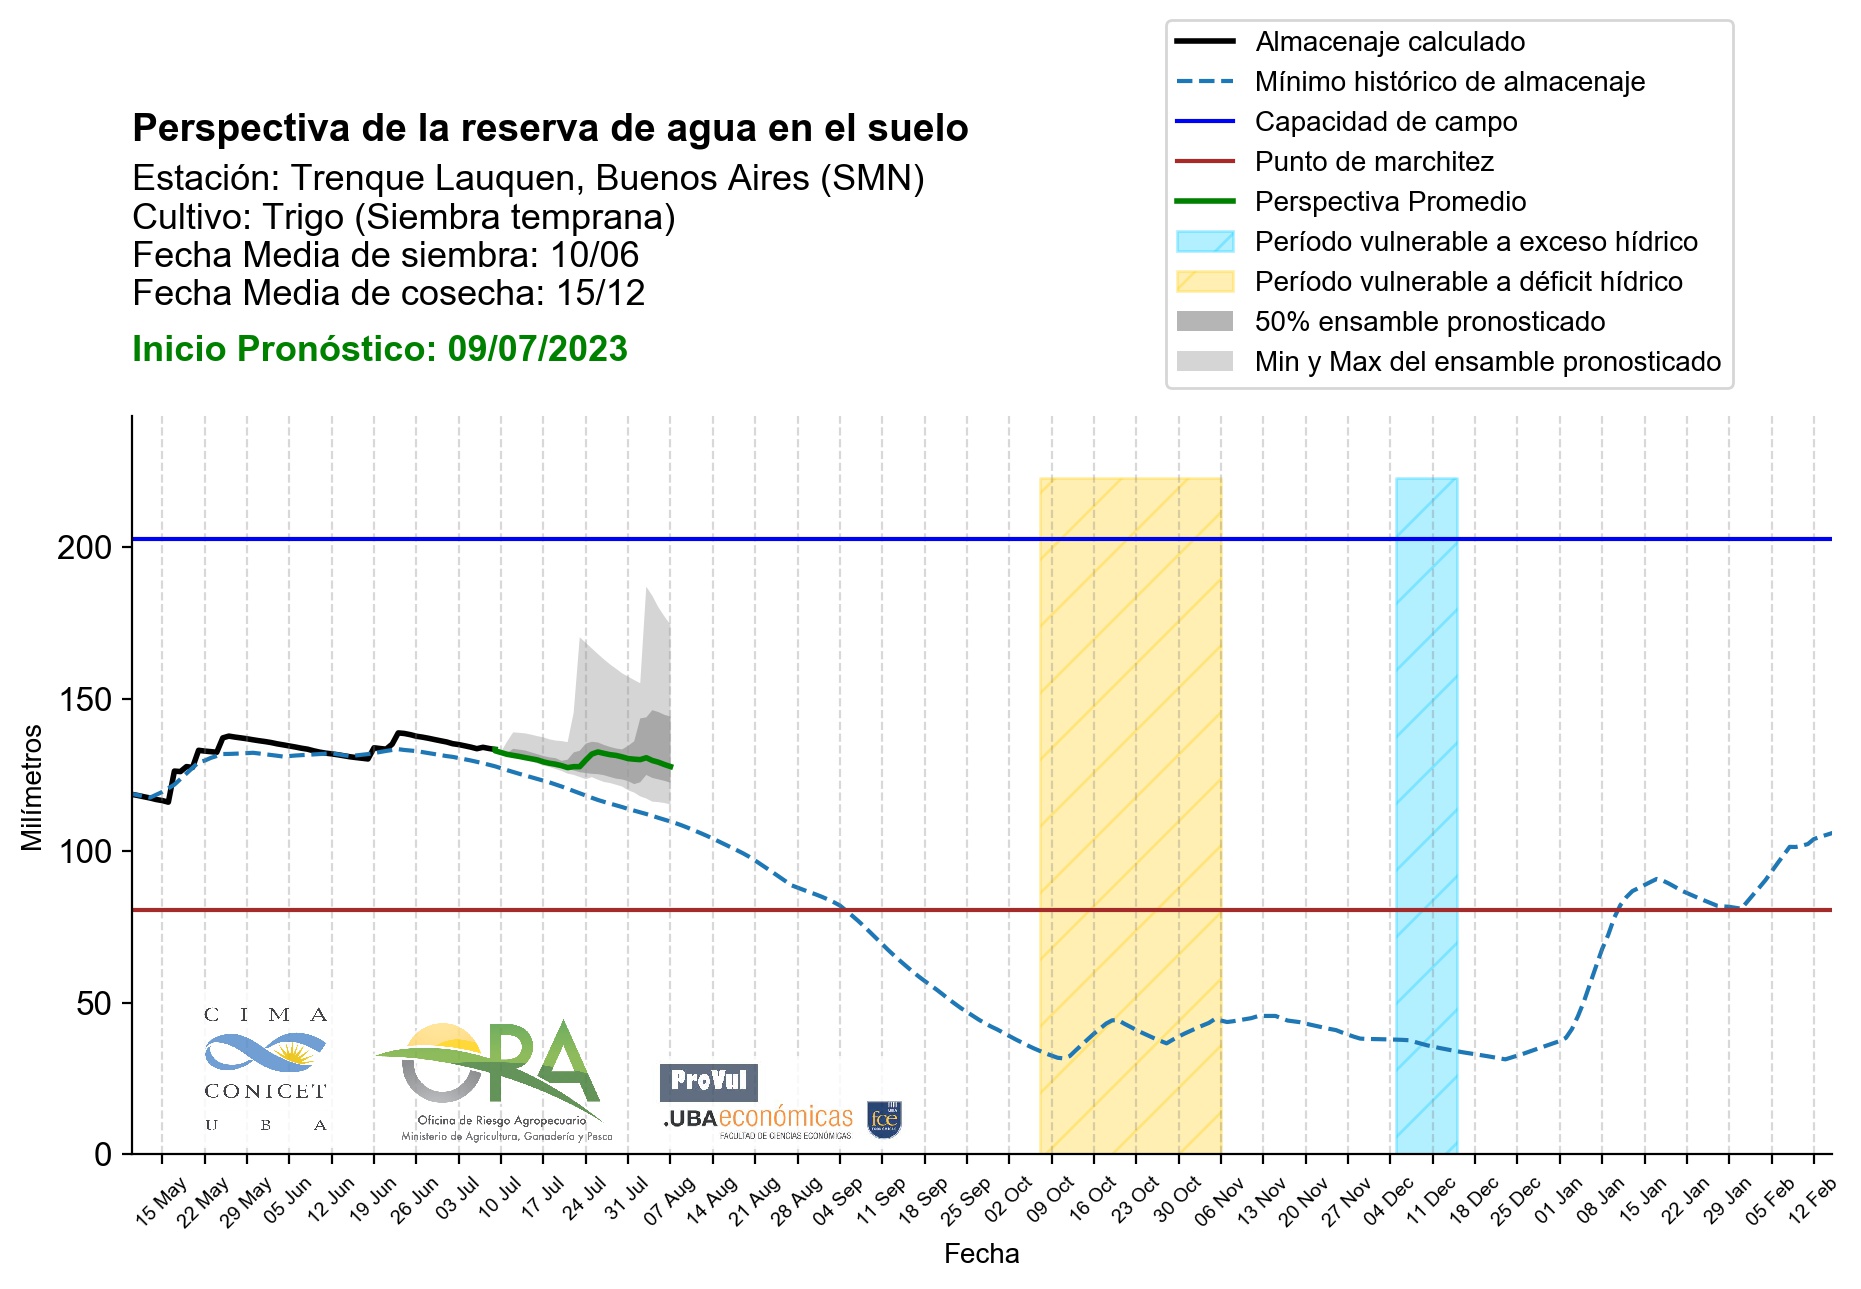 Almacenaje calculado
Mínimo histórico de almacenaje
Capacidad de campo
Punto de marchitez
Perspectiva Promedio
Período vulnerable a exceso hídrico
Período vulnerable a déficit hídrico
50% ensamble pronosticado
Min y Max del ensamble pronosticado
Perspectiva de la reserva de agua en el suelo
Estación: Trenque Lauquen, Buenos Aires (SMN)
Cultivo: Trigo (Siembra temprana)
Fecha Media de siembra: 10/06
Fecha Media de cosecha: 15/12
Inicio Pronóstico: 09/07/2023
Milímetros
200
150
100
50
0
CIMA
CONICET
UBA
ORA
Oficina de Riesgo Agropecuario
Ministerio de Agricultura, Ganadería y Pesca
ProVul
.UBAeconómicas
FACULTAD DE CIENCIAS ECONÓMICAS
UBA
fce
ECONÓMICAS
15 May 22 May 29 May 05 Jun 12 Jun 19 Jun 26 Jun 03 Jul 10 Jul 17 Jul 24 Jul 31 Jul 07 Aug 14 Aug 21 Aug 28 Aug 04 Sep 11 Sep 18 Sep 25 Sep 02 Oct 09 Oct 16 Oct 23 Oct 30 Oct 06 Nov 13 Nov 20 Nov 27 Nov 04 Dec 11 Dec 18 Dec 25 Dec 01 Jan 08 Jan 15 Jan 22 Jan 29 Jan 05 Feb 12 Feb
Fecha